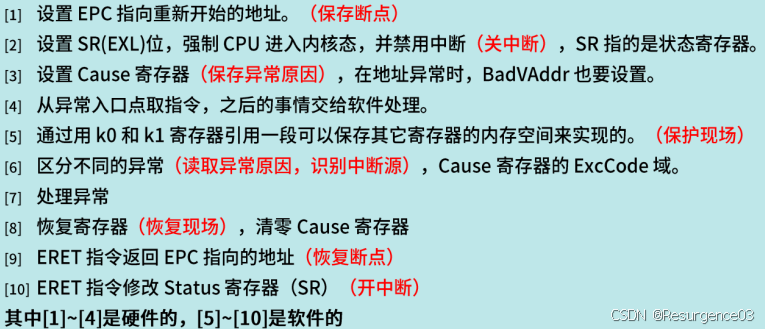 [1] 设置 EPC 指向重新开始的地址。（保存断点）
[2] 设置 SR(EXL)位，强制 CPU 进入内核态，并禁用中断（关中断），SR 指的是状态寄存器。
[3] 设置 Cause 寄存器（保存异常原因），在地址异常时，BadVAddr 也要设置。
[4] 从异常入口点取指令，之后的事情交给软件处理。
[5] 通过用 k0 和 k1 寄存器引用一段可以保存其它寄存器的内存空间来实现的。（保护现场）
[6] 区分不同的异常（读取异常原因，识别中断源），Cause 寄存器的 ExcCode 域。
[7] 处理异常
[8] 恢复寄存器（恢复现场），清零 Cause 寄存器
[9] ERET 指令返回 EPC 指向的地址（恢复断点）
[10] ERET 指令修改 Status 寄存器（SR）（开中断）
其中[1]~[4]是硬件的，[5]~[10]是软件的
CSDN @Resurgence03